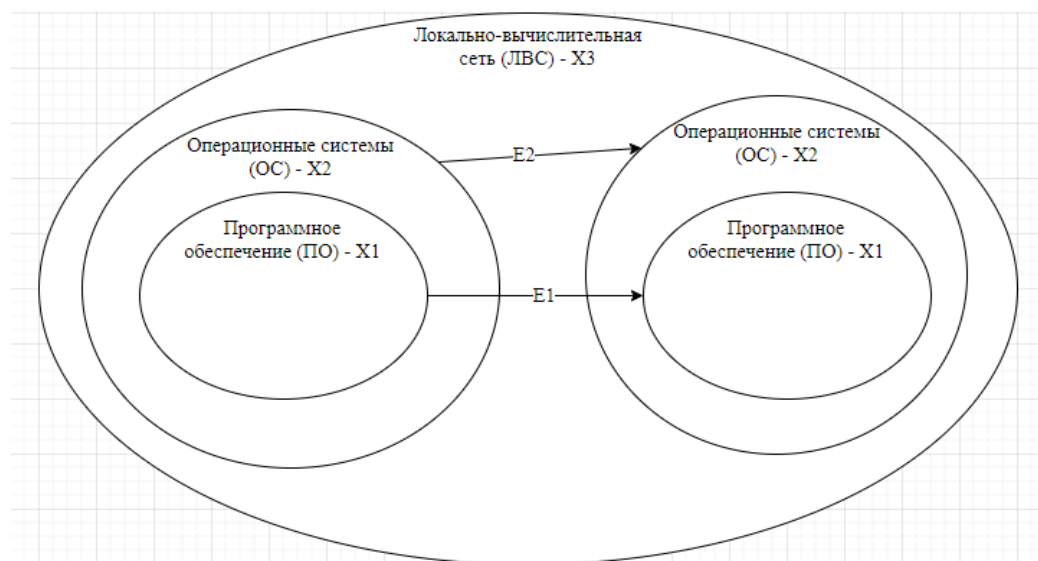 Локально-вычислительная
сеть (ЛВС) - X3
Операционные системы
(ОС) - X2
Операционные системы
(ОС) - X2
E2
Программное
обеспечение (ПО) - X1
Программное
обеспечение (ПО) - X1
E1